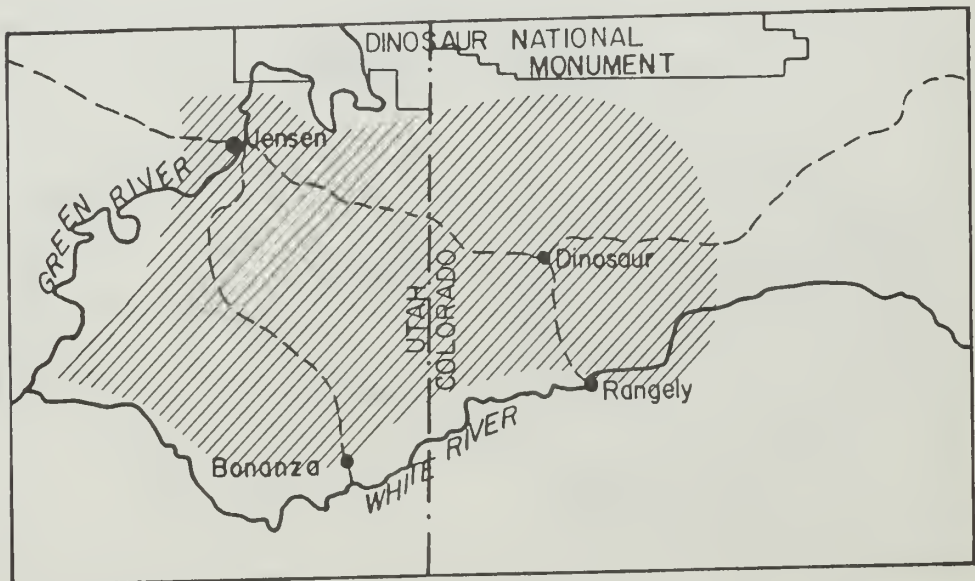 DINOSAUR NATIONAL
MONUMENT
Jensen
GREEN RIVER
Dinosaur
UTAH
COLORADO
Rangely
Bonanza
WHITE RIVER